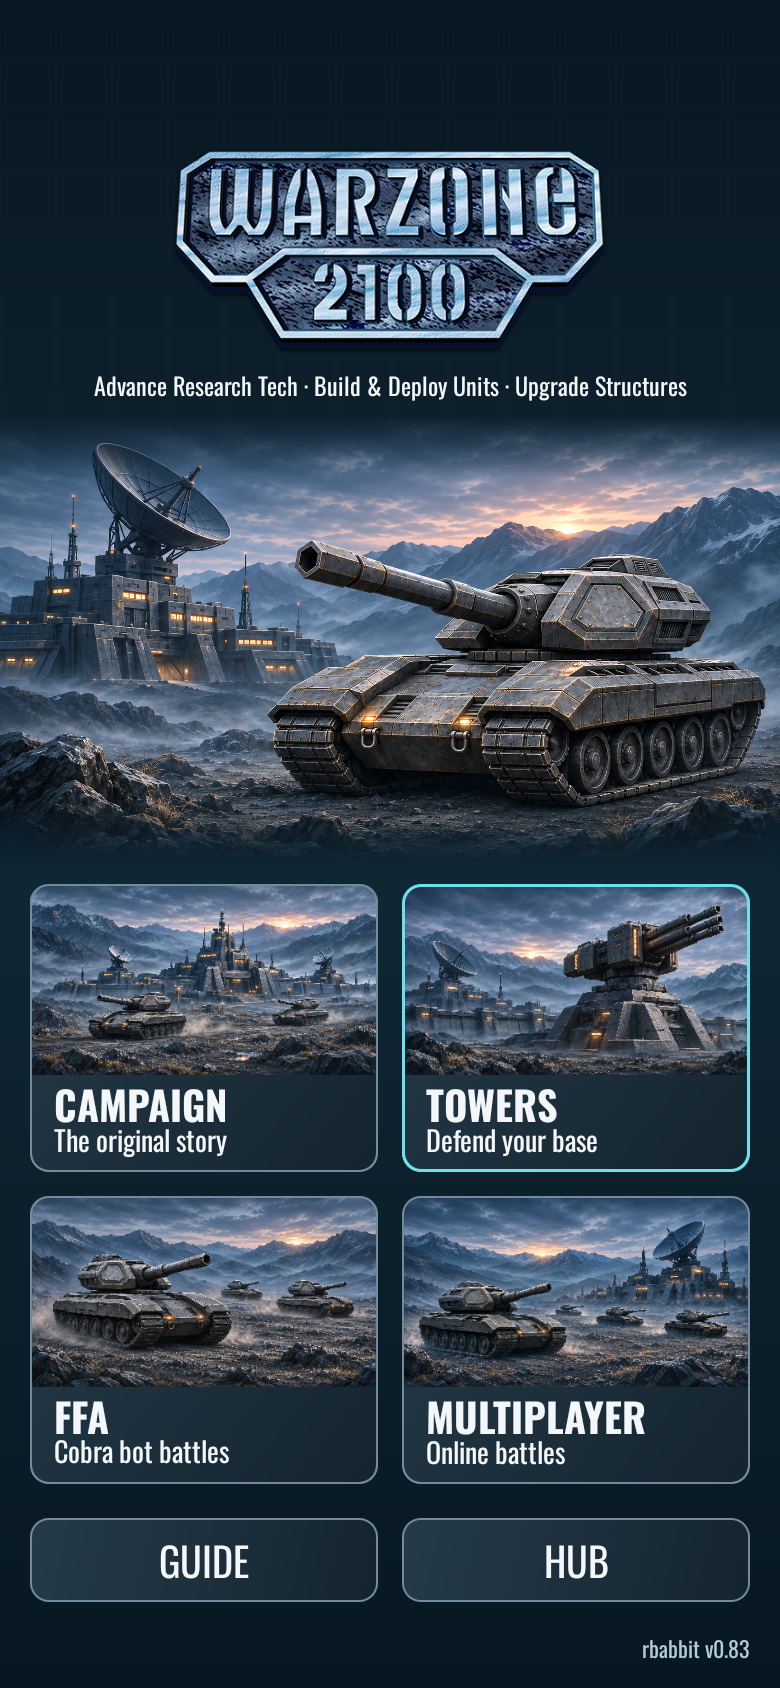 WARZONE
2100
Advance Research Tech · Build & Deploy Units · Upgrade Structures
CAMPAIGN
The original story
TOWERS
Defend your base
FFA
Cobra bot battles
MULTIPLAYER
Online battles
GUIDE
HUB
rbabbit v0.83